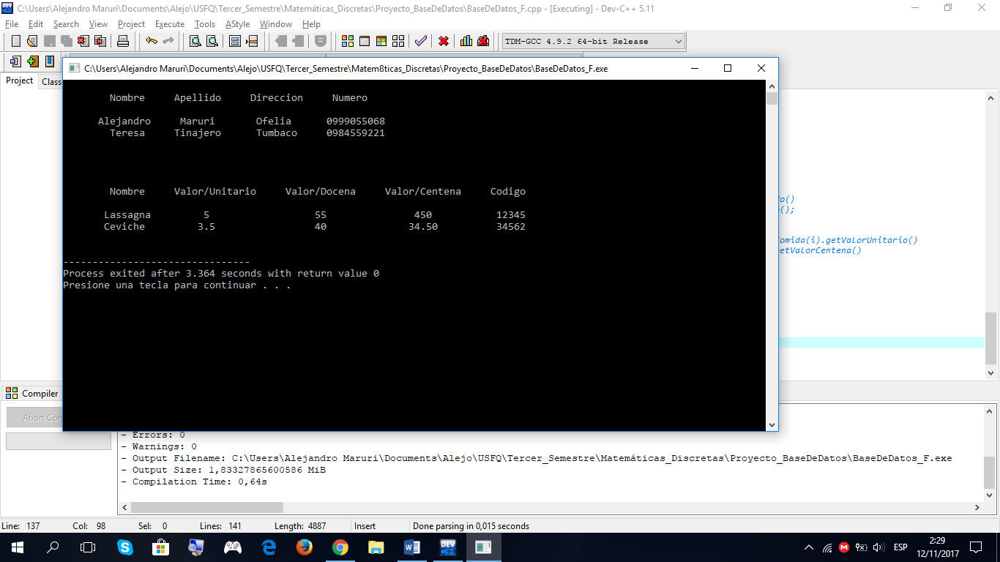 C:\Users\Alejandro Maruri\Documents\Alejo\USFQ\Tercer_Semestre\Matemáticas_Discretas\Proyecto_BaseDeDatos\BaseDeDatos_F.cpp - [Executing] - Dev-C++ 5.11
File Edit Search View Project Execute Tools AStyle Window Help
TDM-GCC 4.9.2 64-bit Release
Project Class
C:\Users\Alejandro Maruri\Documents\Alejo\USFQ\Tercer_Semestre\Matemßticas_Discretas\Proyecto_BaseDeDatos\BaseDeDatos_F.exe
Nombre Apellido Direccion Numero
Alejandro Maruri Ofelia 0999055068
Teresa Tinajero Tumbaco 0984559221
Nombre Valor/Unitario Valor/Docena Valor/Centena Codigo
Lassagna 5 55 450 12345
Ceviche 3.5 40 34.50 34562
--------------------------------
Process exited after 3.364 seconds with return value 0
Presione una tecla para continuar . . .
o()
();
omida(i).getValorUnitario()
etValorCentena()
Compiler
Abort Con
- Errors: 0
- Warnings: 0
- Output Filename: C:\Users\Alejandro Maruri\Documents\Alejo\USFQ\Tercer_Semestre\Matemáticas_Discretas\Proyecto_BaseDeDatos\BaseDeDatos_F.exe
- Output Size: 1,83327865600586 MiB
- Compilation Time: 0,64s
Line: 137 Col: 98 Sel: 0 Lines: 141 Length: 4887 Insert Done parsing in 0,015 seconds
ESP 2:29
12/11/2017